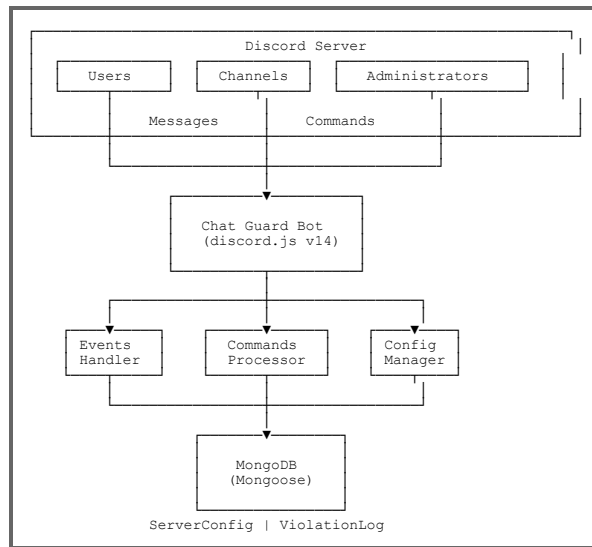 Discord Server
Users Channels Administrators
Messages Commands
Chat Guard Bot
(discord.js v14)
Events Commands Config
Handler Processor Manager
MongoDB
(Mongoose)
ServerConfig | ViolationLog